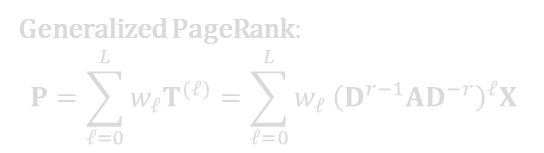 Generalized PageRank:
𝐏 = ∑_{ℓ=0}^{L} w_ℓ 𝐓^{(ℓ)} = ∑_{ℓ=0}^{L} w_ℓ (𝐃^{r−1}𝐀𝐃^{−r})^ℓ 𝐗